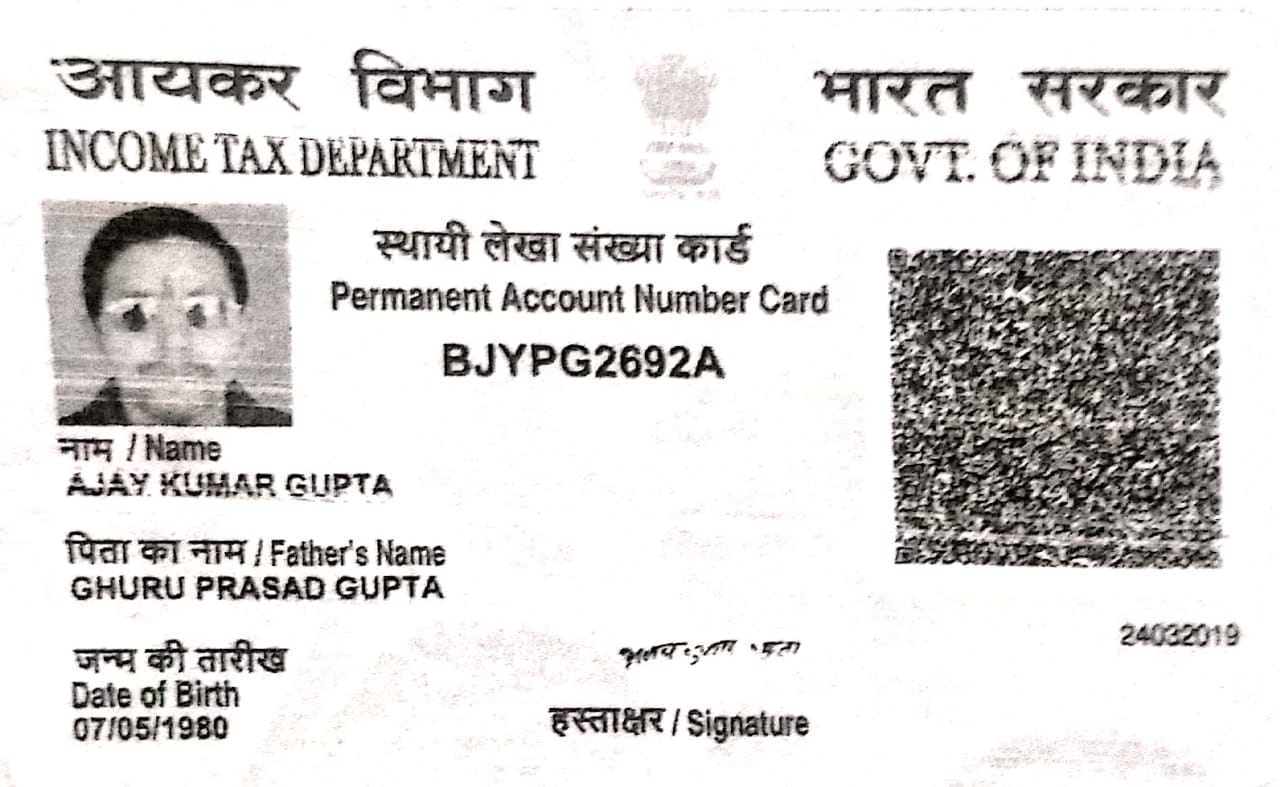 आयकर विभाग
INCOME TAX DEPARTMENT
भारत सरकार
GOVT. OF INDIA
स्थायी लेखा संख्या कार्ड
Permanent Account Number Card
BJYPG2692A
नाम / Name
AJAY KUMAR GUPTA
पिता का नाम / Father's Name
GHURU PRASAD GUPTA
जन्म की तारीख
Date of Birth
07/05/1980
हस्ताक्षर / Signature
24032019